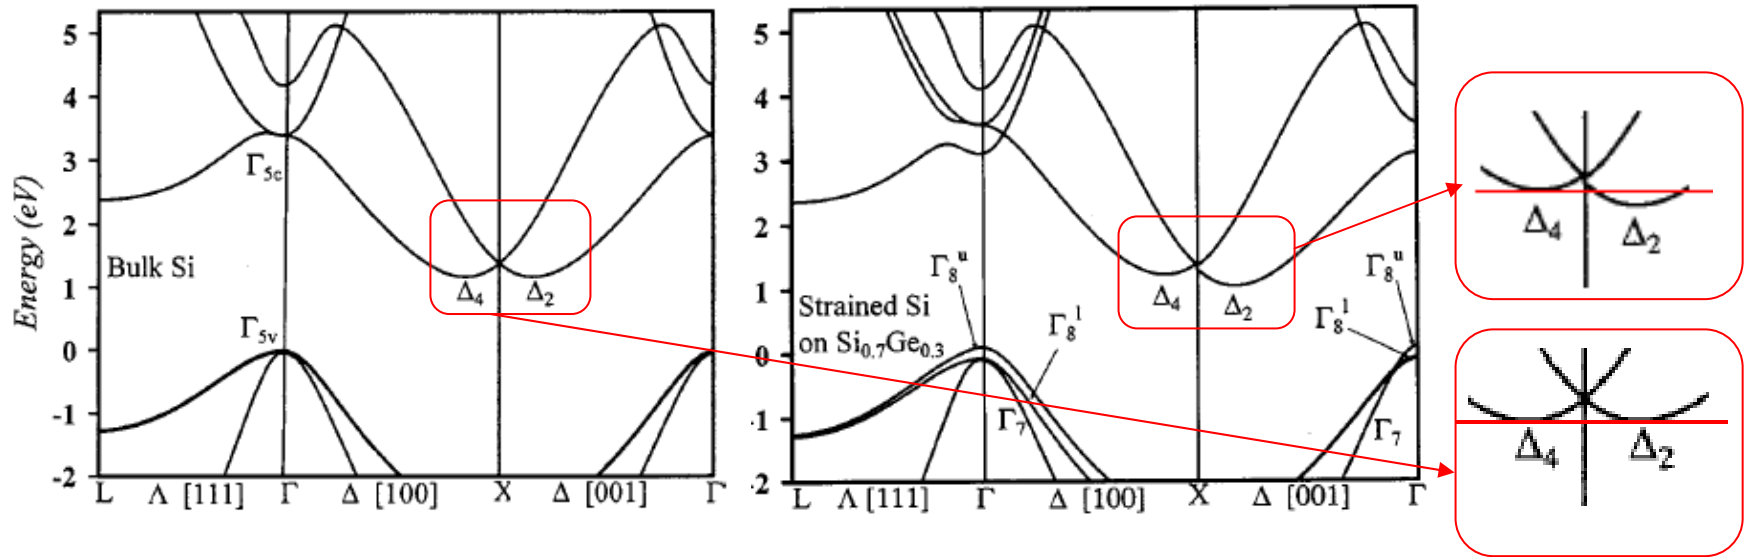 Energy (eV)
5
4
3
2
1
0
-1
-2
Γ5c
Bulk Si
Δ4 Δ2
Γ5v
L Λ [111] Γ Δ [100] X Δ [001] Γ
5
4
3
2
1
0
-1
-2
Γ8u
Γ8u
Δ4 Δ2
Strained Si
on Si0.7Ge0.3
Γ8l
Γ8l
Γ7
Γ7
L Λ [111] Γ Δ [100] X Δ [001] Γ
Δ4 Δ2
Δ4 Δ2